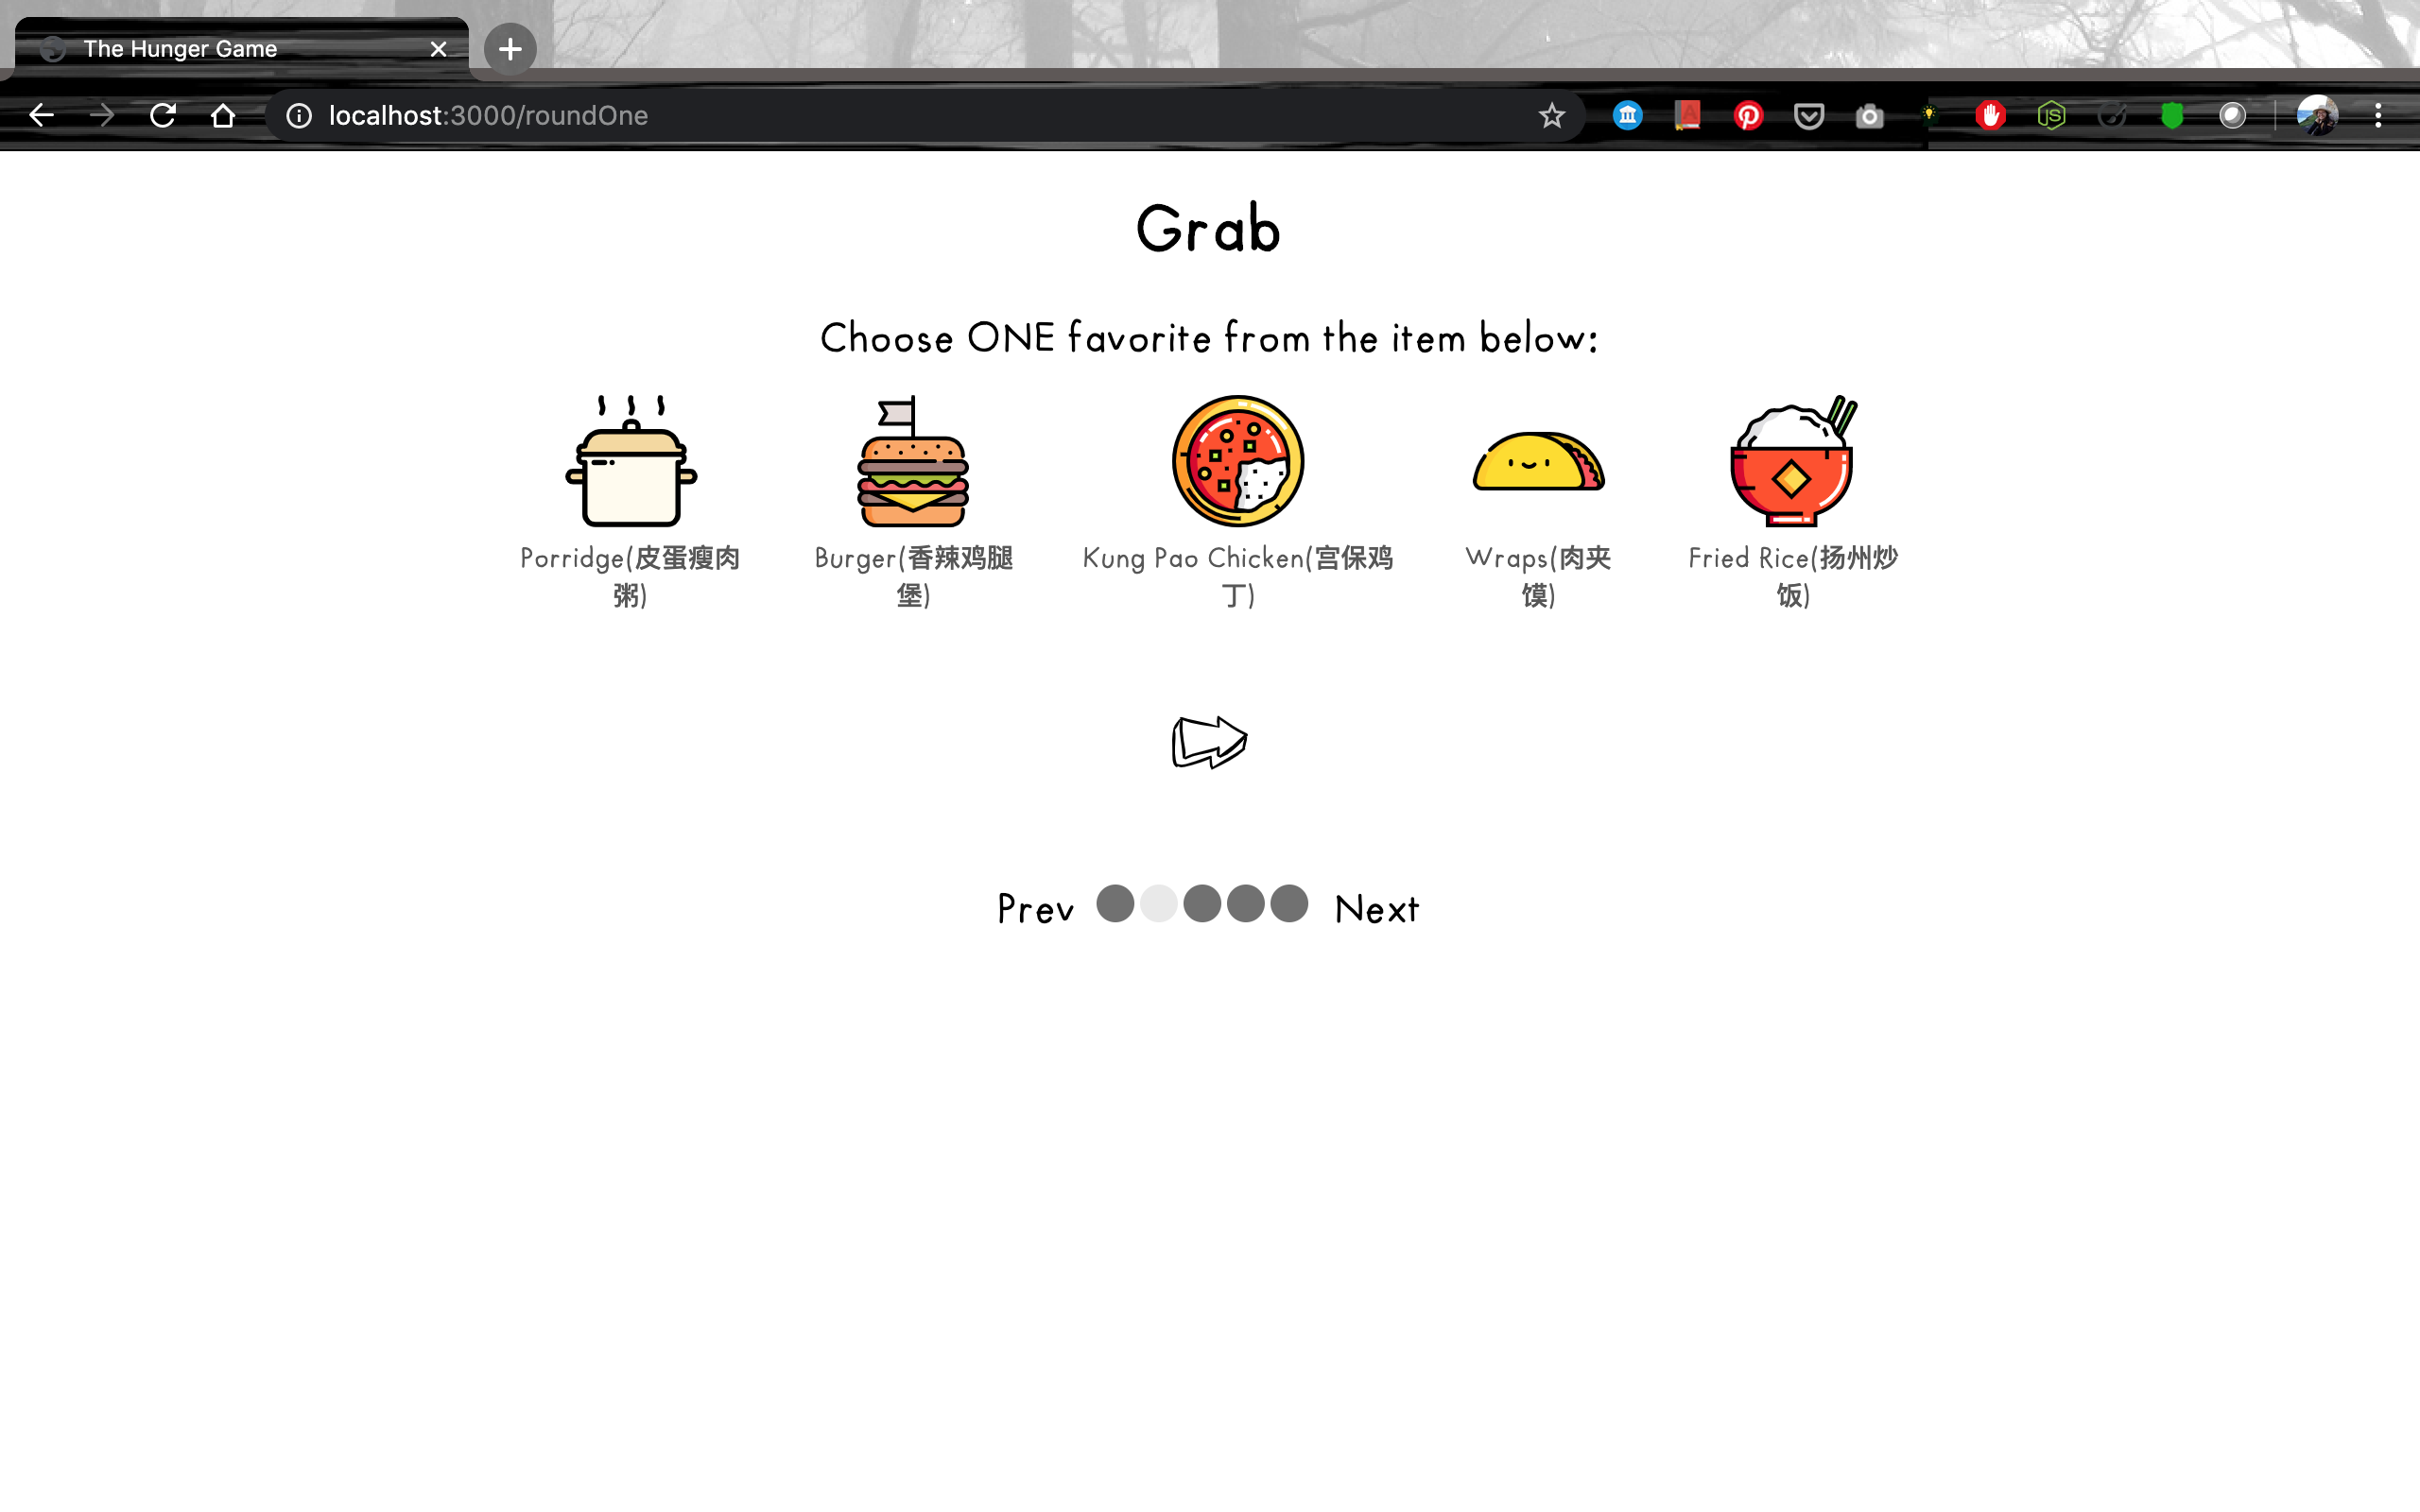 The Hunger Game
localhost:3000/roundOne
Grab
Choose ONE favorite from the item below:
Porridge(皮蛋瘦肉
粥)
Burger(香辣鸡腿
堡)
Kung Pao Chicken(宫保鸡
丁)
Wraps(肉夹
馍)
Fried Rice(扬州炒
饭)
Prev
Next